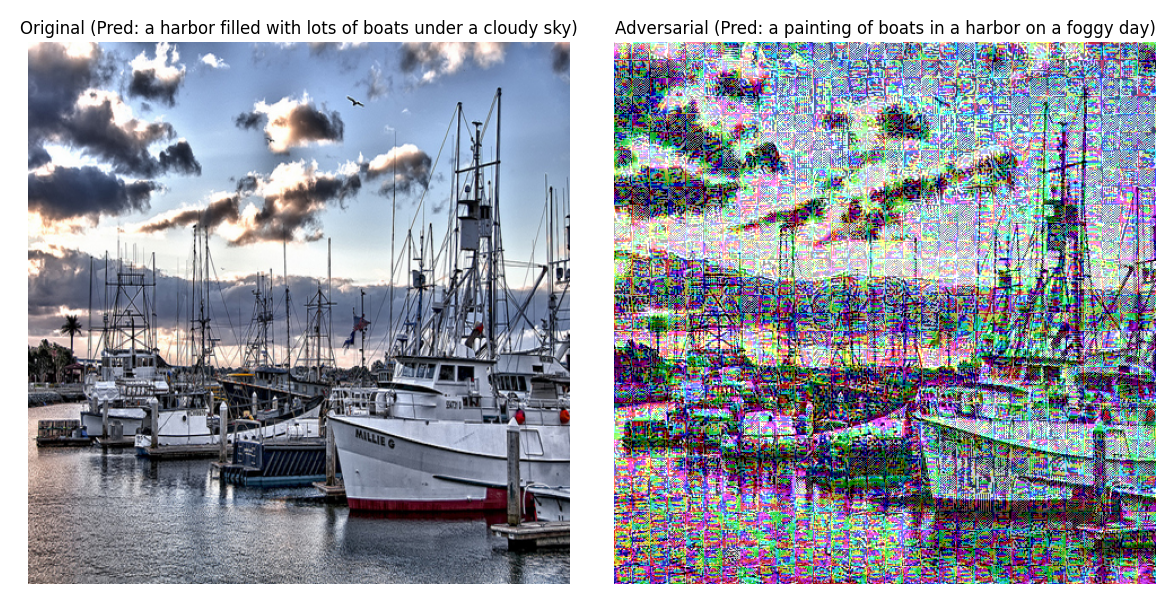 Original (Pred: a harbor filled with lots of boats under a cloudy sky)
Adversarial (Pred: a painting of boats in a harbor on a foggy day)
MILLIE G